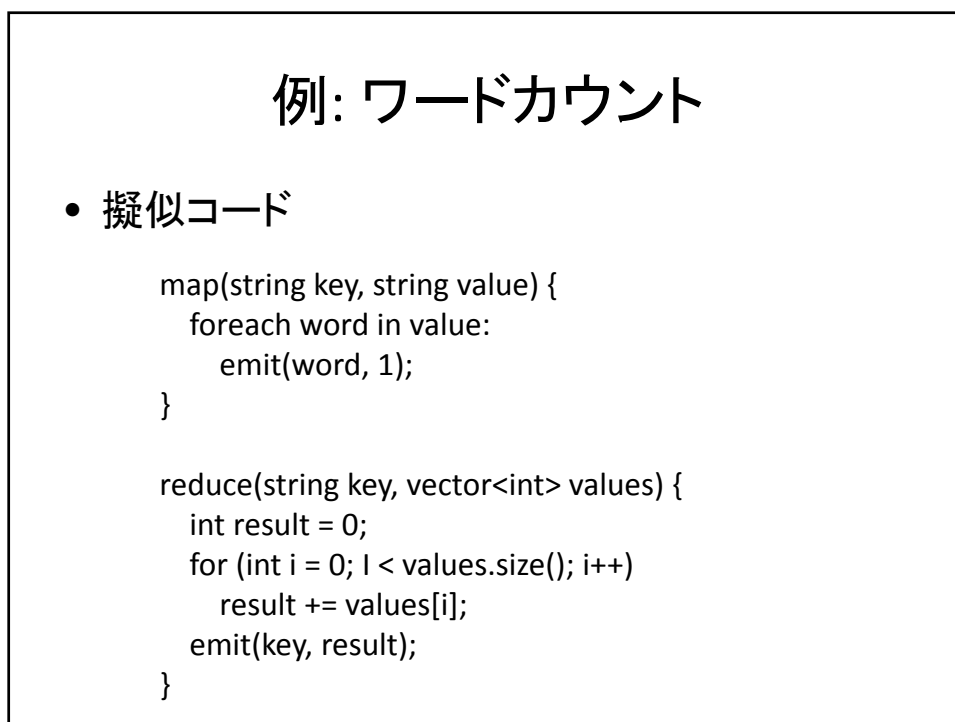 例: ワードカウント
• 擬似コード
map(string key, string value) {
foreach word in value:
emit(word, 1);
}
reduce(string key, vector<int> values) {
int result = 0;
for (int i = 0; I < values.size(); i++)
result += values[i];
emit(key, result);
}